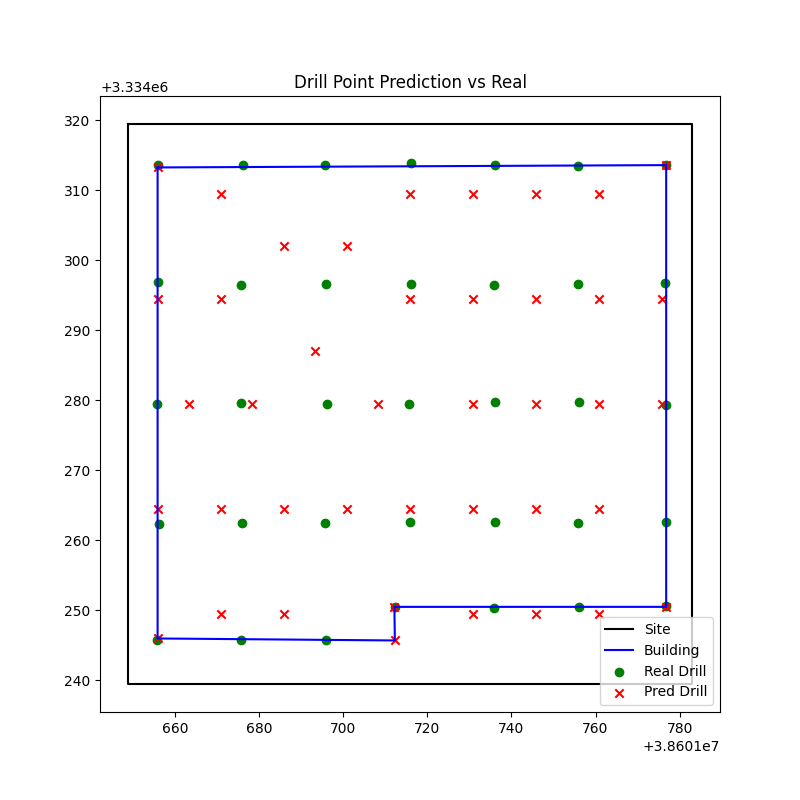 Drill Point Prediction vs Real
+3.334e6
320
310
300
290
280
270
260
250
240
660
680
700
720
740
760
780
+3.8601e7
Site
Building
Real Drill
Pred Drill